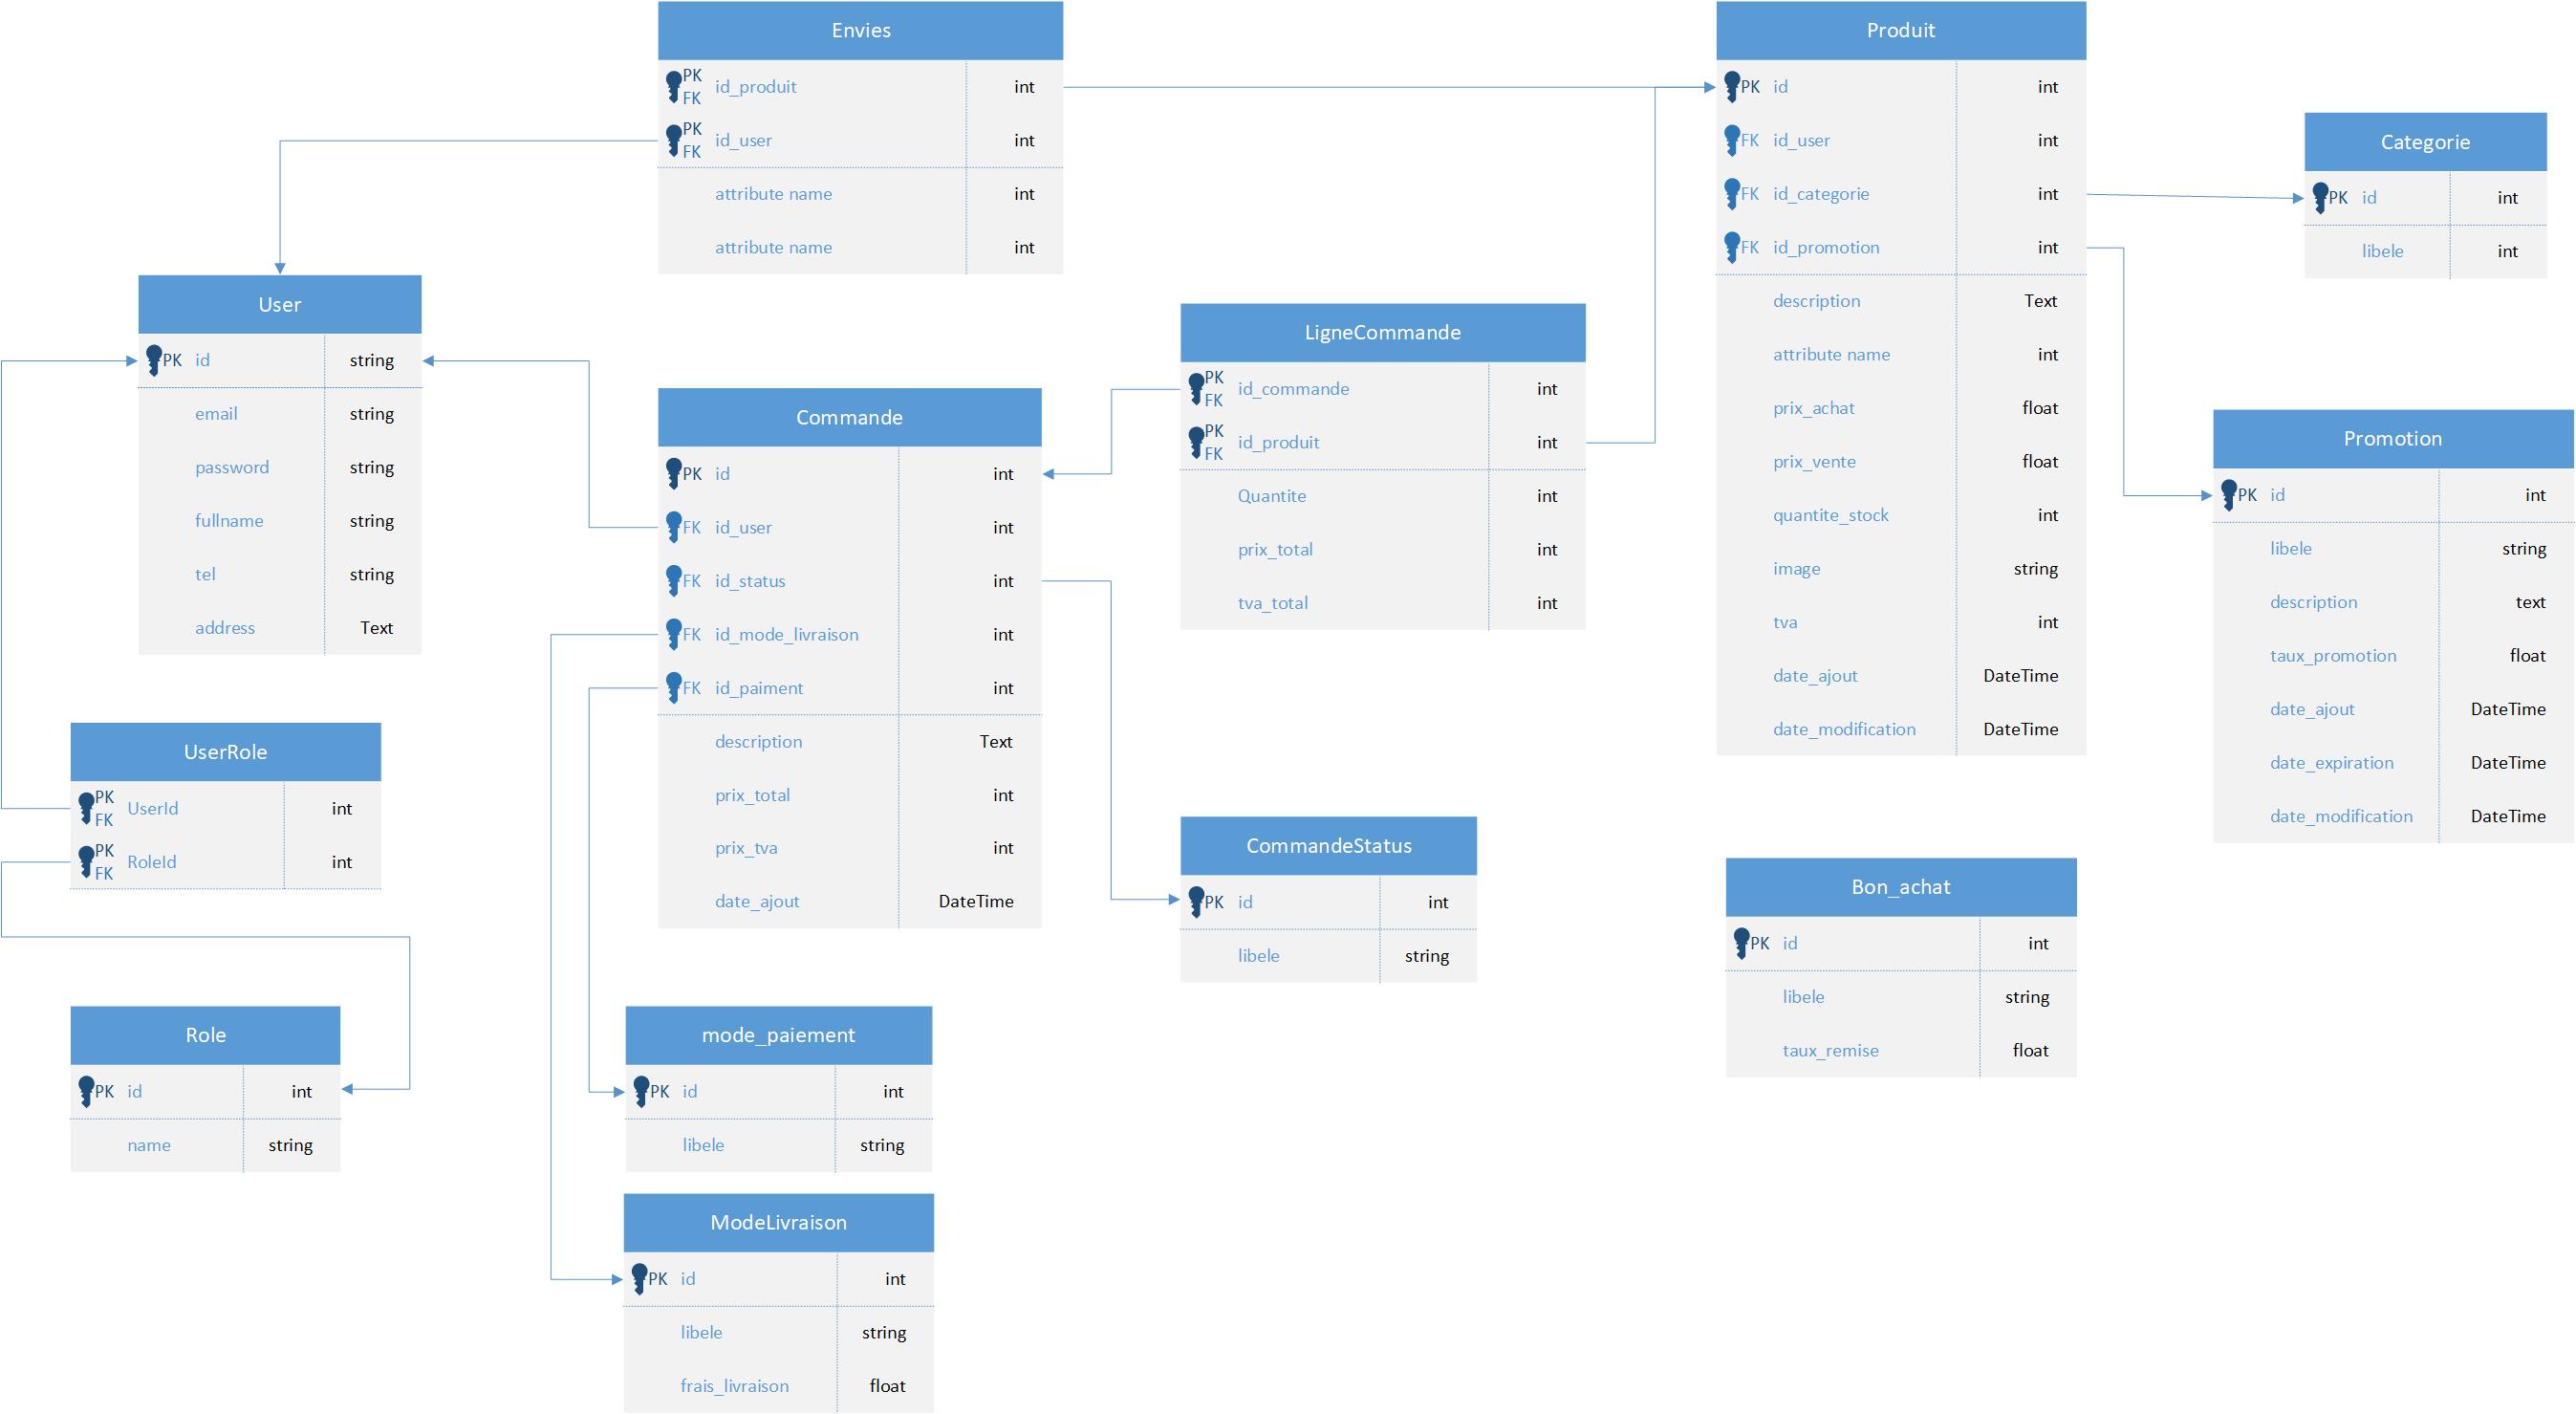 Envies
PK
FK id_produit int
PK
FK id_user int
attribute name int
attribute name int
Produit
PK id int
FK id_user int
FK id_categorie int
FK id_promotion int
description Text
attribute name int
prix_achat float
prix_vente float
quantite_stock int
image string
tva int
date_ajout DateTime
date_modification DateTime
Categorie
PK id int
libele int
User
PK id string
email string
password string
fullname string
tel string
address Text
LigneCommande
PK
FK id_commande int
PK
FK id_produit int
Quantite int
prix_total int
tva_total int
Commande
PK id int
FK id_user int
FK id_status int
FK id_mode_livraison int
FK id_paiment int
description Text
prix_total int
prix_tva int
date_ajout DateTime
Promotion
PK id int
libele string
description text
taux_promotion float
date_ajout DateTime
date_expiration DateTime
date_modification DateTime
UserRole
PK
FK UserId int
PK
FK RoleId int
CommandeStatus
PK id int
libele string
Bon_achat
PK id int
libele string
taux_remise float
Role
PK id int
name string
mode_paiement
PK id int
libele string
ModeLivraison
PK id int
libele string
frais_livraison float